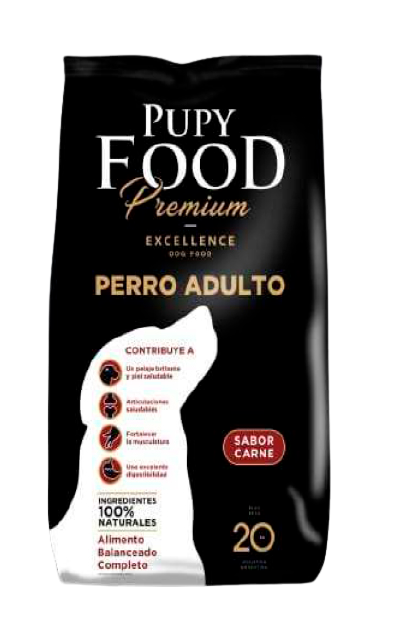 PUPY
FOOD
Premium
EXCELLENCE
DOG FOOD
PERRO ADULTO
CONTRIBUYE A
Un pelaje brillante
y piel saludable
Articulaciones
saludables
Fortalecer
la musculatura
Una excelente
digestibilidad
SABOR
CARNE
INGREDIENTES
100%
NATURALES
Alimento
Balanceado
Completo
20